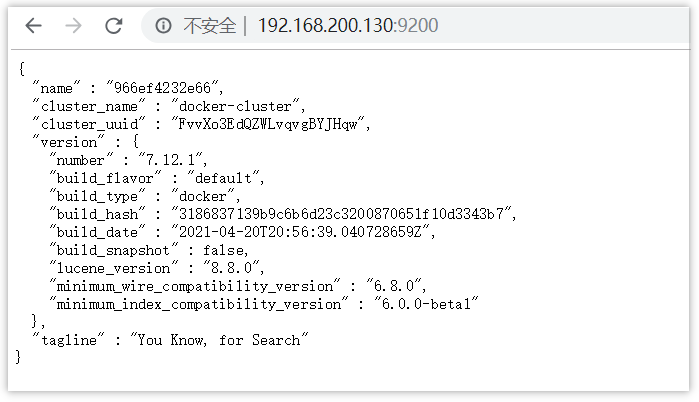 不安全 | 192.168.200.130:9200
{
  "name" : "966ef4232e66",
  "cluster_name" : "docker-cluster",
  "cluster_uuid" : "FvvXo3EdQZWLvqvgBYJHqw",
  "version" : {
    "number" : "7.12.1",
    "build_flavor" : "default",
    "build_type" : "docker",
    "build_hash" : "3186837139b9c6b6d23c3200870651f10d3343b7",
    "build_date" : "2021-04-20T20:56:39.040728659Z",
    "build_snapshot" : false,
    "lucene_version" : "8.8.0",
    "minimum_wire_compatibility_version" : "6.8.0",
    "minimum_index_compatibility_version" : "6.0.0-beta1"
  },
  "tagline" : "You Know, for Search"
}